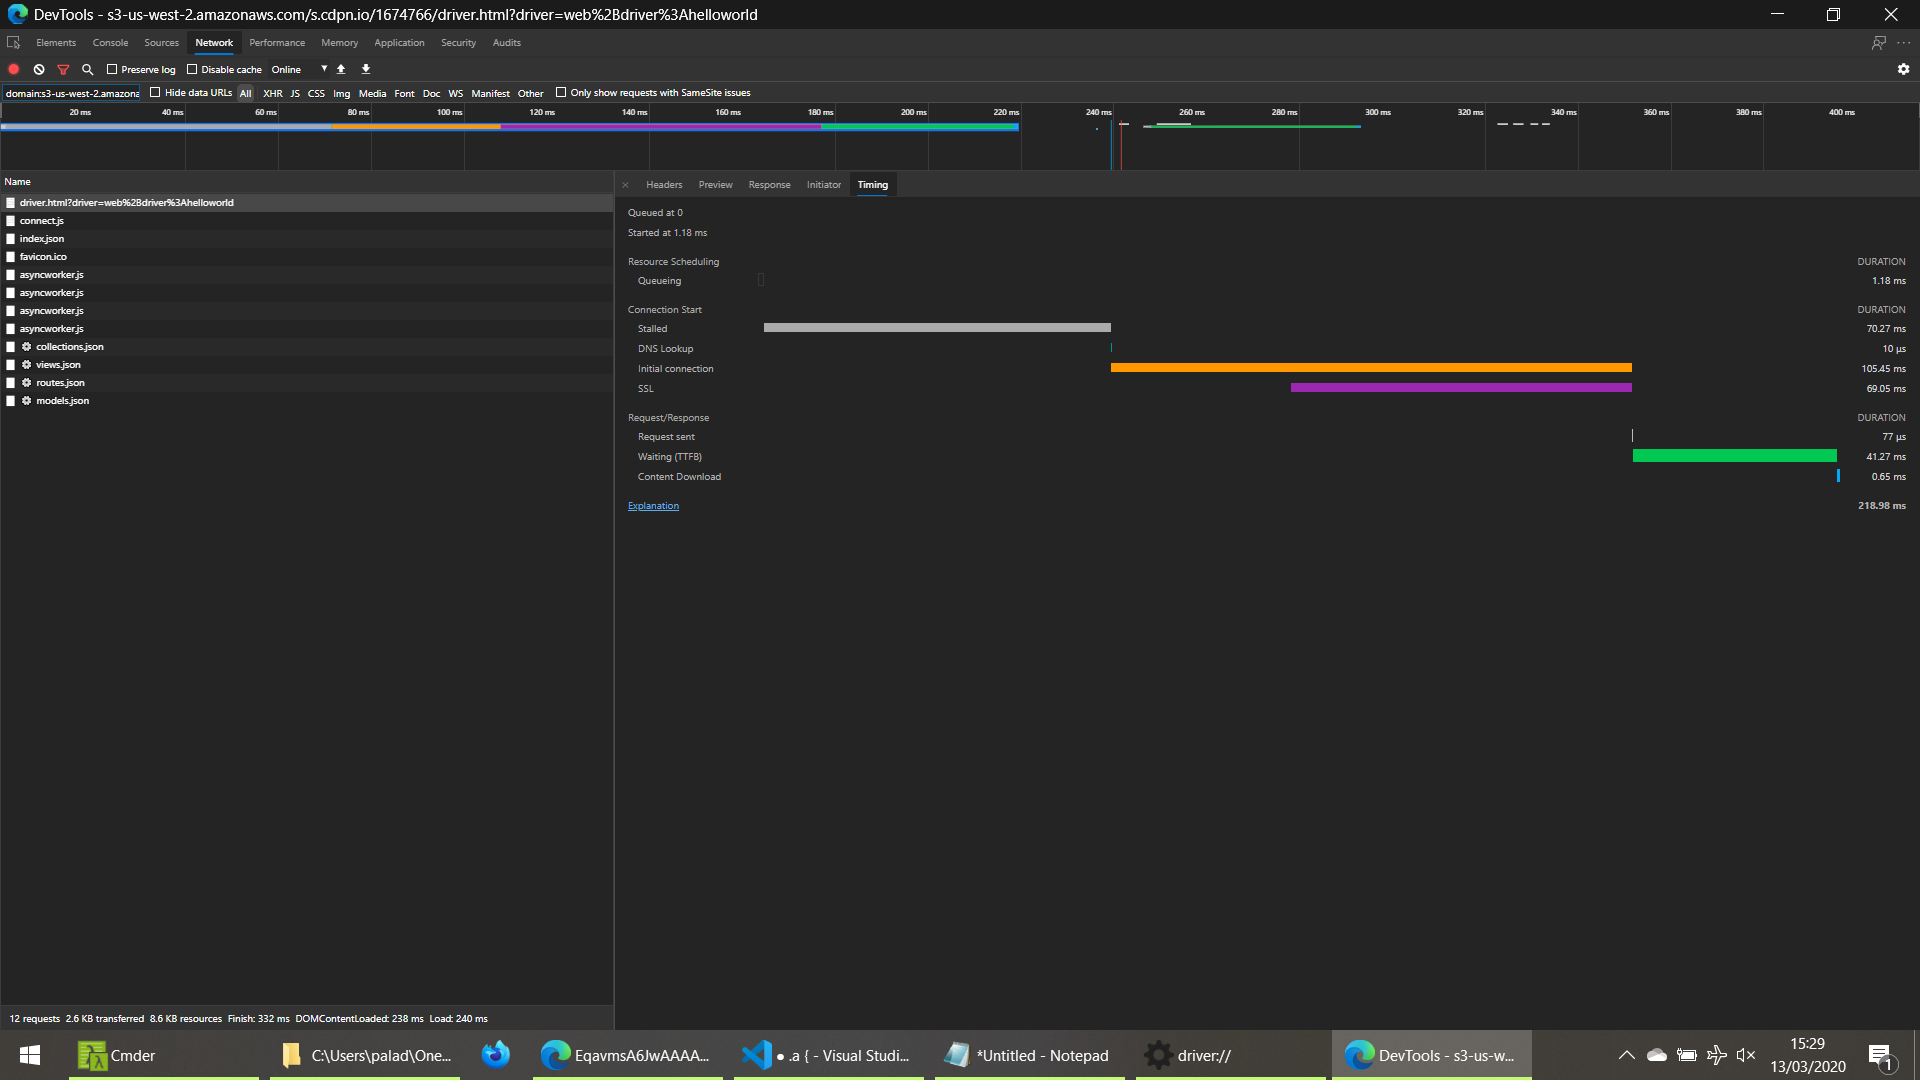 DevTools - s3-us-west-2.amazonaws.com/s.cdpn.io/1674766/driver.html?driver=web%2Bdriver%3Ahelloworld
Elements Console Sources Network Performance Memory Application Security Audits
Preserve log Disable cache Online
domain:s3-us-west-2.amazona Hide data URLs All XHR JS CSS Img Media Font Doc WS Manifest Other Only show requests with SameSite issues
20 ms 40 ms 60 ms 80 ms 100 ms 120 ms 140 ms 160 ms 180 ms 200 ms 220 ms 240 ms 260 ms 280 ms 300 ms 320 ms 340 ms 360 ms 380 ms 400 ms
Name
driver.html?driver=web%2Bdriver%3Ahelloworld
connect.js
index.json
favicon.ico
asyncworker.js
asyncworker.js
asyncworker.js
asyncworker.js
collections.json
views.json
routes.json
models.json
Headers Preview Response Initiator Timing
Queued at 0
Started at 1.18 ms
Resource Scheduling DURATION
Queueing 1.18 ms
Connection Start DURATION
Stalled 70.27 ms
DNS Lookup 10 µs
Initial connection 105.45 ms
SSL 69.05 ms
Request/Response DURATION
Request sent 77 µs
Waiting (TTFB) 41.27 ms
Content Download 0.65 ms
Explanation 218.98 ms
12 requests 2.6 KB transferred 8.6 KB resources Finish: 332 ms DOMContentLoaded: 238 ms Load: 240 ms
Cmder C:\Users\palad\One... EqavmsA6JwAAAA... ● .a { - Visual Studi... *Untitled - Notepad driver:// DevTools - s3-us-w...
15:29
13/03/2020
1